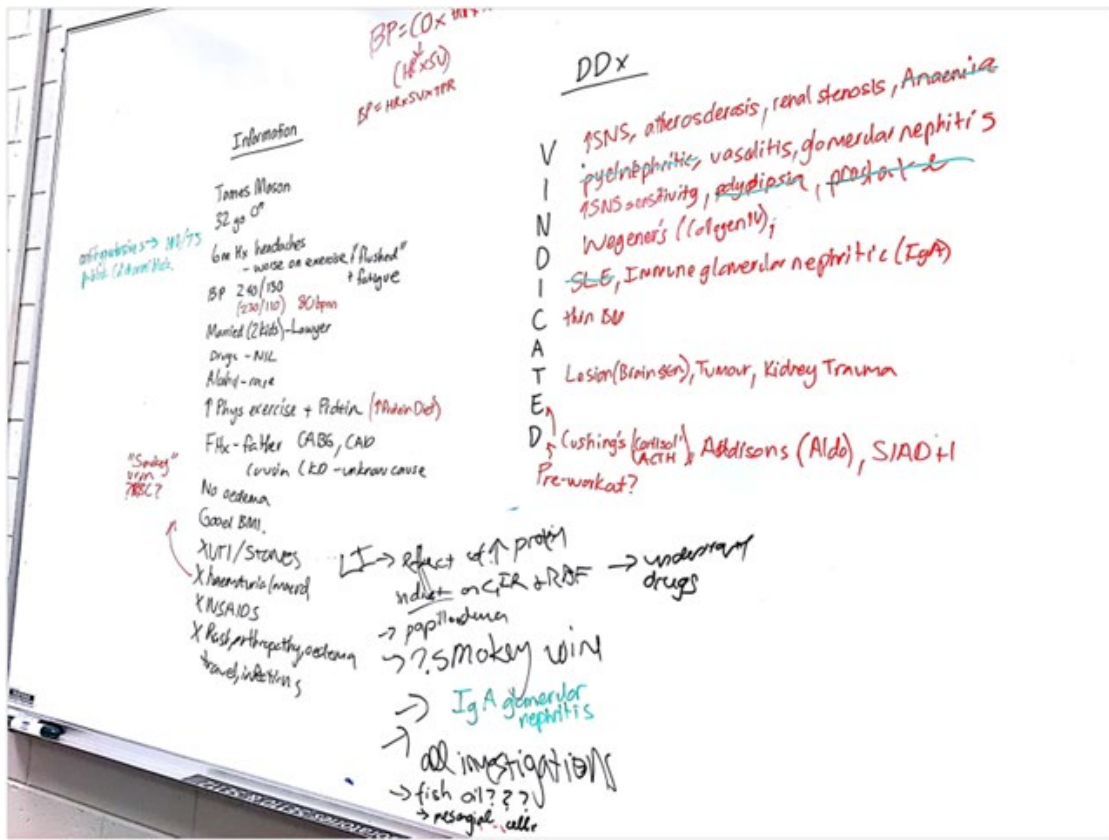 BP = CO x
(HR x SV)
BP = HR x SV x TPR
Information
James Mason
32 yo ♂
6m Hx headaches
- worse on exercise/"flushed"
+ fatigue
BP 240/130
(230/110) 80bpm
Married (2 kids) - Lawyer
Drugs - NIL
Alcohol - rare
↑ Phys exercise + Protein (↑ Protein Diet)
FHx - father CABG, CAD
Cousin CKD - unknown cause
No oedema
Good BMI.
X UTI/Stones
X haematuria (macro)
X NSAIDS
X Rash, arthropathy, oedema
travel, infections
"Smokey"
urin
?RBC?
DDx
V
I
N
D
I
C
A
T
E
D
↑SNS, atherosclerosis, renal stenosis, Anaemia
pyelnephritic, vasculitis, glomerular nephritis
↑SNS sensitivity, polydipsia,
Wegener's (CollagenIV);
SLE, Immune glomerular nephritic (IgA)
thin BM
Lesion (Brainstem), Tumour, Kidney Trauma
Cushing's (Cortisol ACTH), Addisons (Aldo), SIADH
Pre-workout?
LI → effect of ↑ protein
on GFR + RBF → understand
drugs
→ papilloedema
→ ?smokey urine
→ IgA glomerular
nephritis
→ all investigations
→ fish oil???
→ mesangial cells